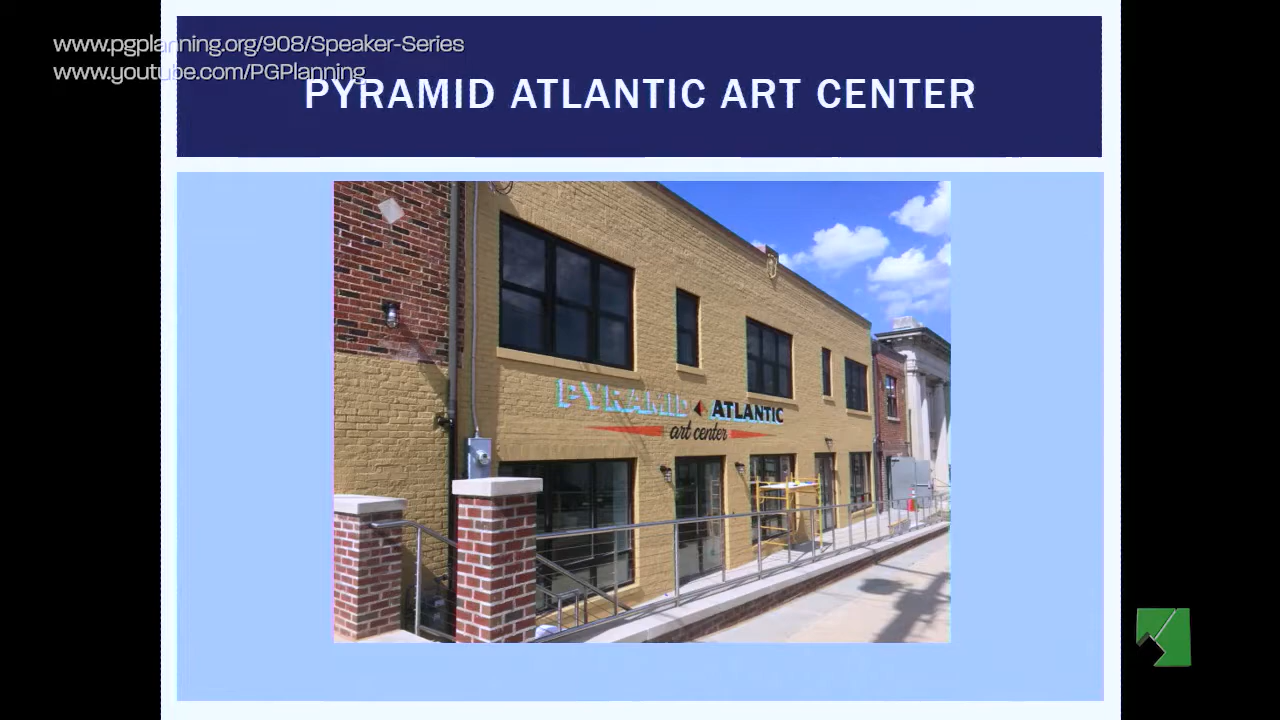 www.pgplanning.org/908/Speaker-Series
www.youtube.com/PGPlanning
PYRAMID ATLANTIC ART CENTER
PYRAMID ATLANTIC
art center